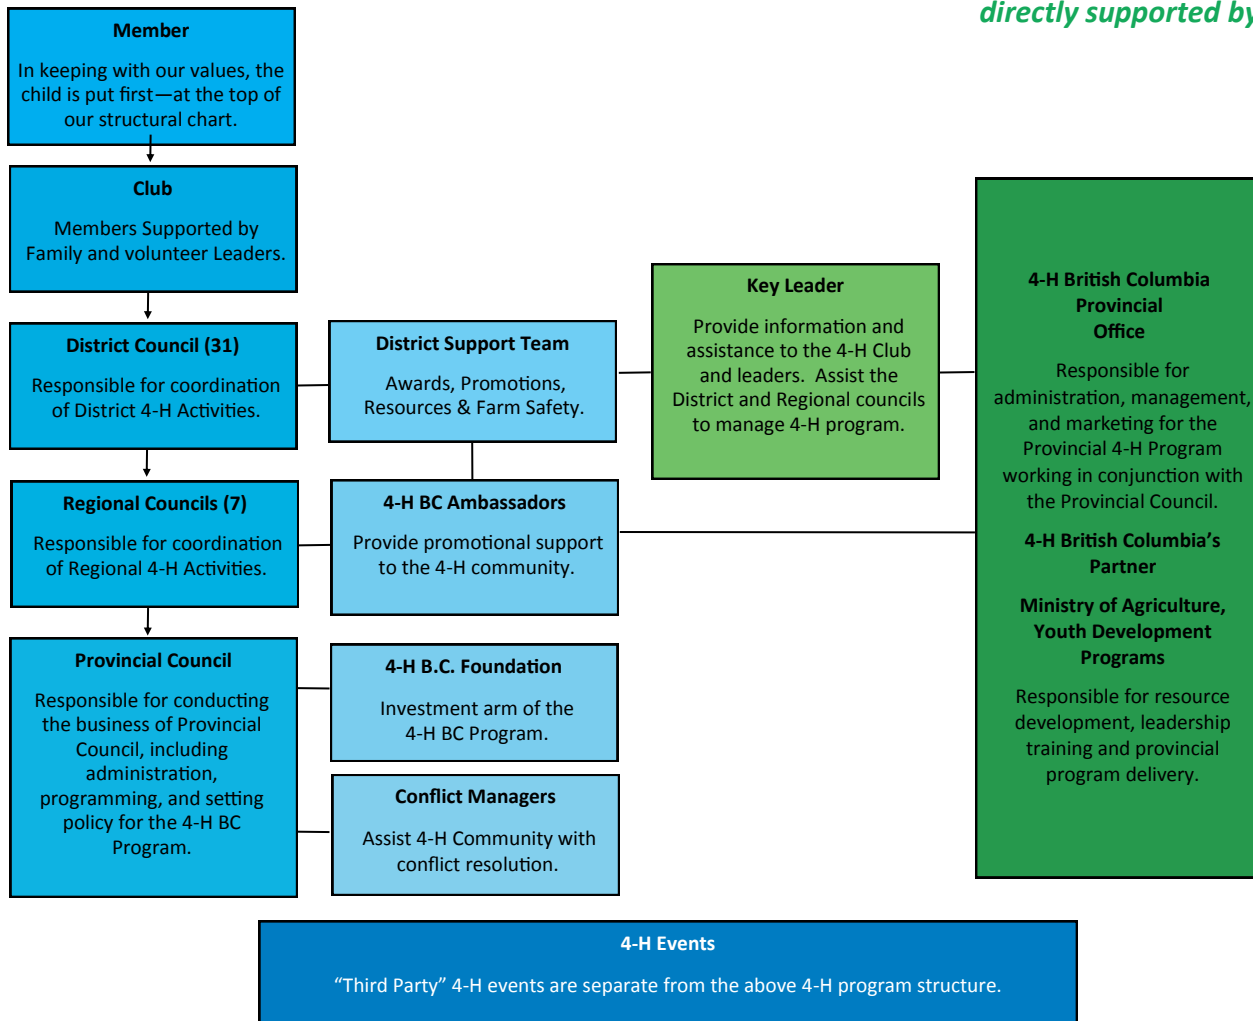 directly supported by
Member
In keeping with our values, the
child is put first—at the top of
our structural chart.
Club
Members Supported by
Family and volunteer Leaders.
District Council (31)
Responsible for coordination
of District 4-H Activities.
District Support Team
Awards, Promotions,
Resources & Farm Safety.
Key Leader
Provide information and
assistance to the 4-H Club
and leaders.  Assist the
District and Regional councils
to manage 4-H program.
4-H British Columbia
Provincial
Office
Responsible for
administration, management,
and marketing for the
Provincial 4-H Program
working in conjunction with
the Provincial Council.
4-H British Columbia’s
Partner
Ministry of Agriculture,
Youth Development
Programs
Responsible for resource
development, leadership
training and provincial
program delivery.
Regional Councils (7)
Responsible for coordination
of Regional 4-H Activities.
4-H BC Ambassadors
Provide promotional support
to the 4-H community.
Provincial Council
Responsible for conducting
the business of Provincial
Council, including
administration,
programming, and setting
policy for the 4-H BC
Program.
4-H B.C. Foundation
Investment arm of the
4-H BC Program.
Conflict Managers
Assist 4-H Community with
conflict resolution.
4-H Events
“Third Party” 4-H events are separate from the above 4-H program structure.